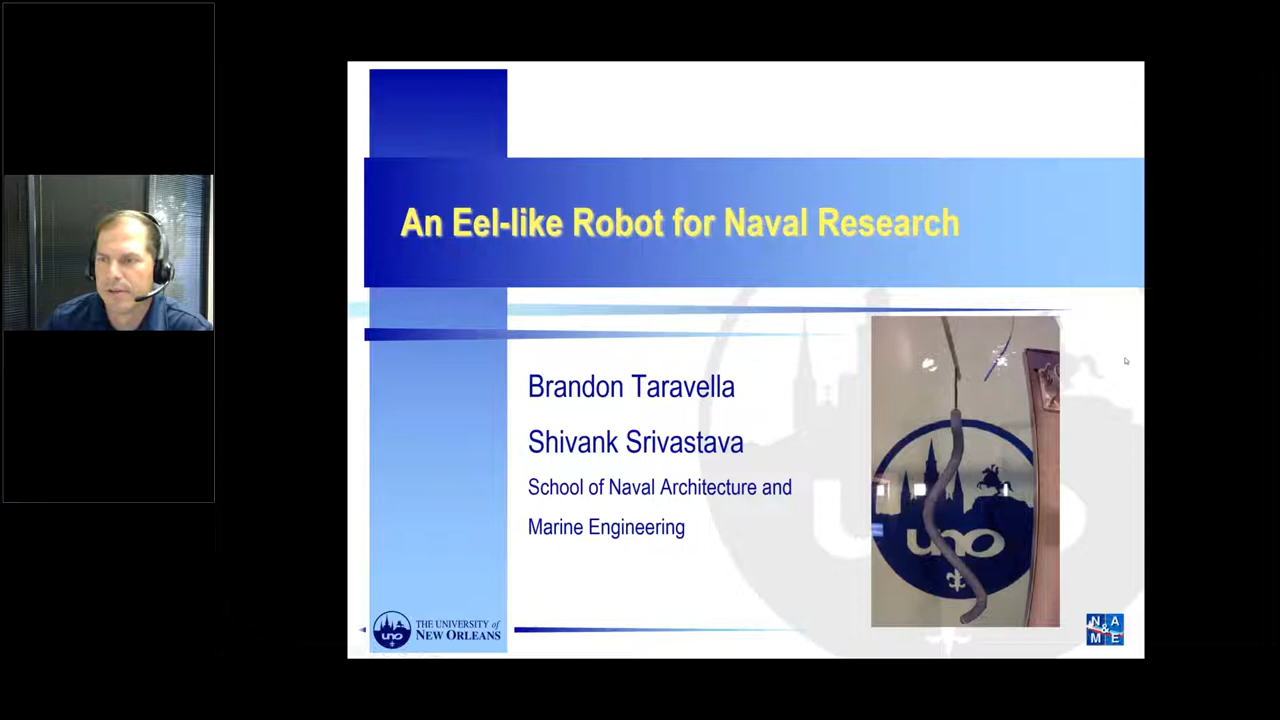 An Eel-like Robot for Naval Research
Brandon Taravella
Shivank Srivastava
School of Naval Architecture and
Marine Engineering
uno
uno
THE UNIVERSITY of
NEW ORLEANS
N A
&
M E